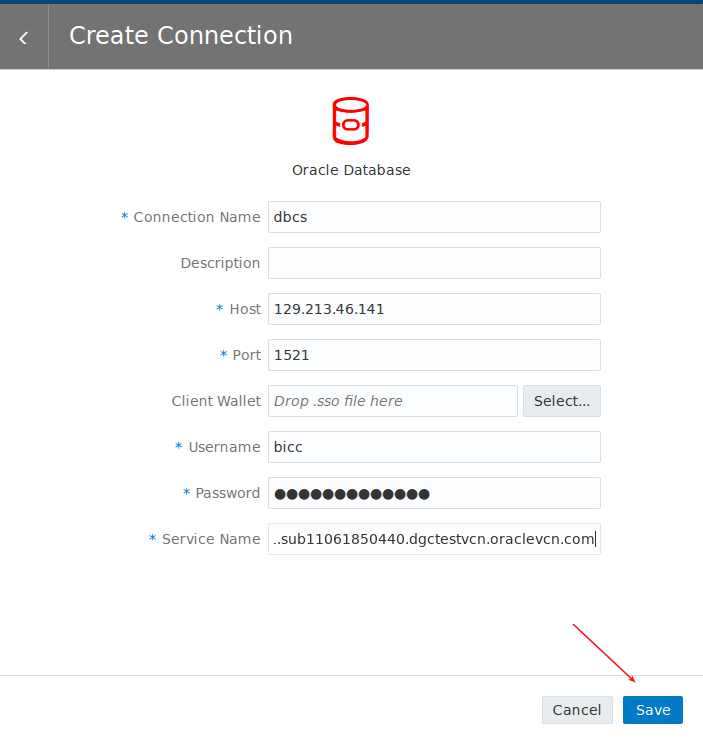 Create Connection
Oracle Database
* Connection Name dbcs
Description
* Host 129.213.46.141
* Port 1521
Client Wallet Drop .sso file here Select...
* Username bicc
* Password ●●●●●●●●●●●●●
* Service Name ..sub11061850440.dgctestvcn.oraclevcn.com
Cancel Save